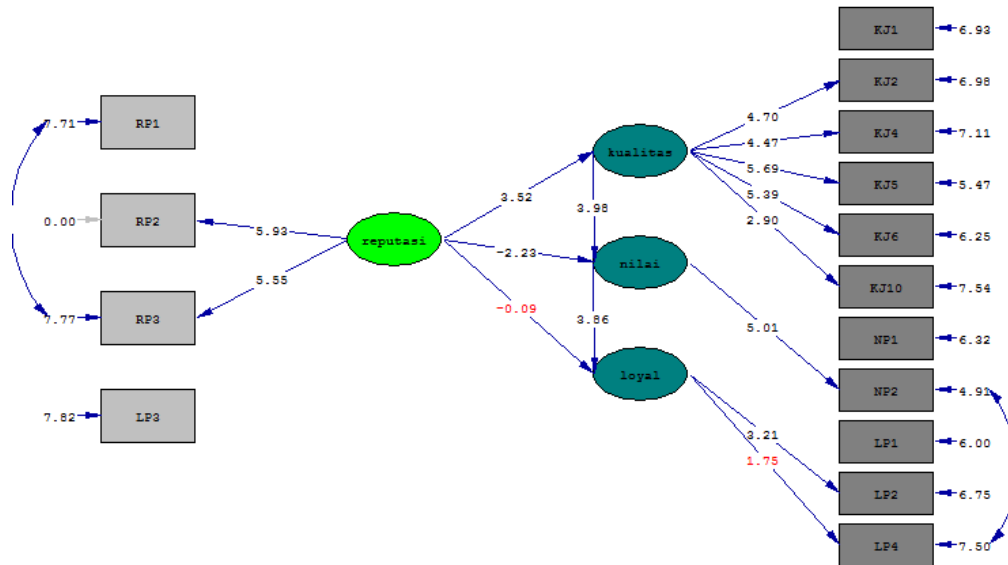 KJ1
6.93
KJ2
6.98
7.71
RP1
4.70
KJ4
7.11
4.47
kualitas
5.69
KJ5
5.47
5.39
3.52
3.98
2.90
0.00
RP2
5.93
KJ6
6.25
reputasi
-2.23
nilai
5.55
KJ10
7.54
-0.09
3.86
5.01
7.77
RP3
NP1
6.32
loyal
NP2
4.91
7.82
LP3
3.21
LP1
6.00
1.75
LP2
6.75
LP4
7.50